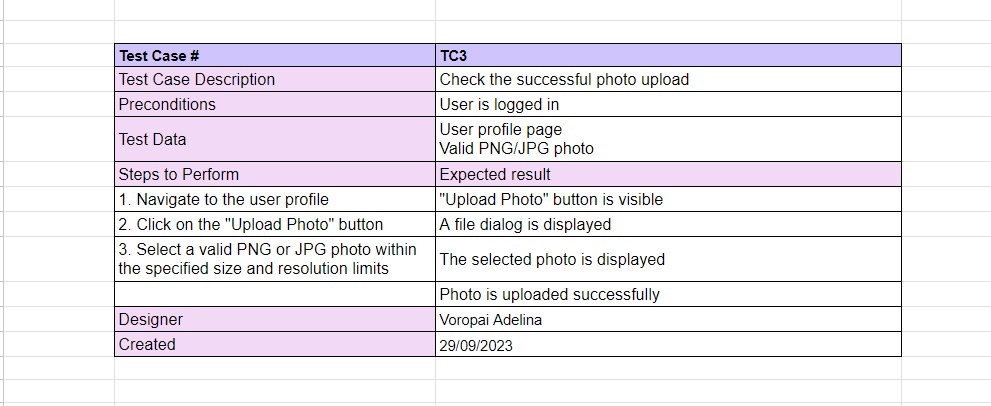 Test Case # TC3
Test Case Description Check the successful photo upload
Preconditions User is logged in
Test Data User profile page
Valid PNG/JPG photo
Steps to Perform Expected result
1. Navigate to the user profile "Upload Photo" button is visible
2. Click on the "Upload Photo" button A file dialog is displayed
3. Select a valid PNG or JPG photo within
the specified size and resolution limits
The selected photo is displayed
Photo is uploaded successfully
Designer Voropai Adelina
Created 29/09/2023